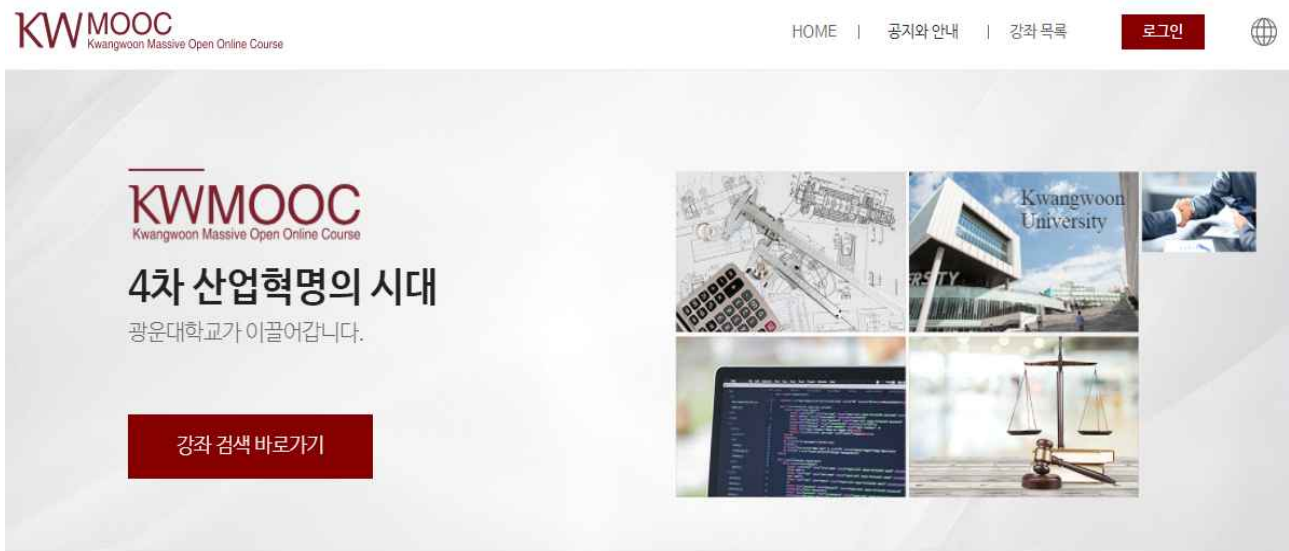 KWMOOC
Kwangwoon Massive Open Online Course
HOME | 공지와 안내 | 강좌 목록
로그인
KWMOOC
Kwangwoon Massive Open Online Course
4차 산업혁명의 시대
광운대학교가 이끌어갑니다.
강좌 검색 바로가기
Kwangwoon
University
RSITY